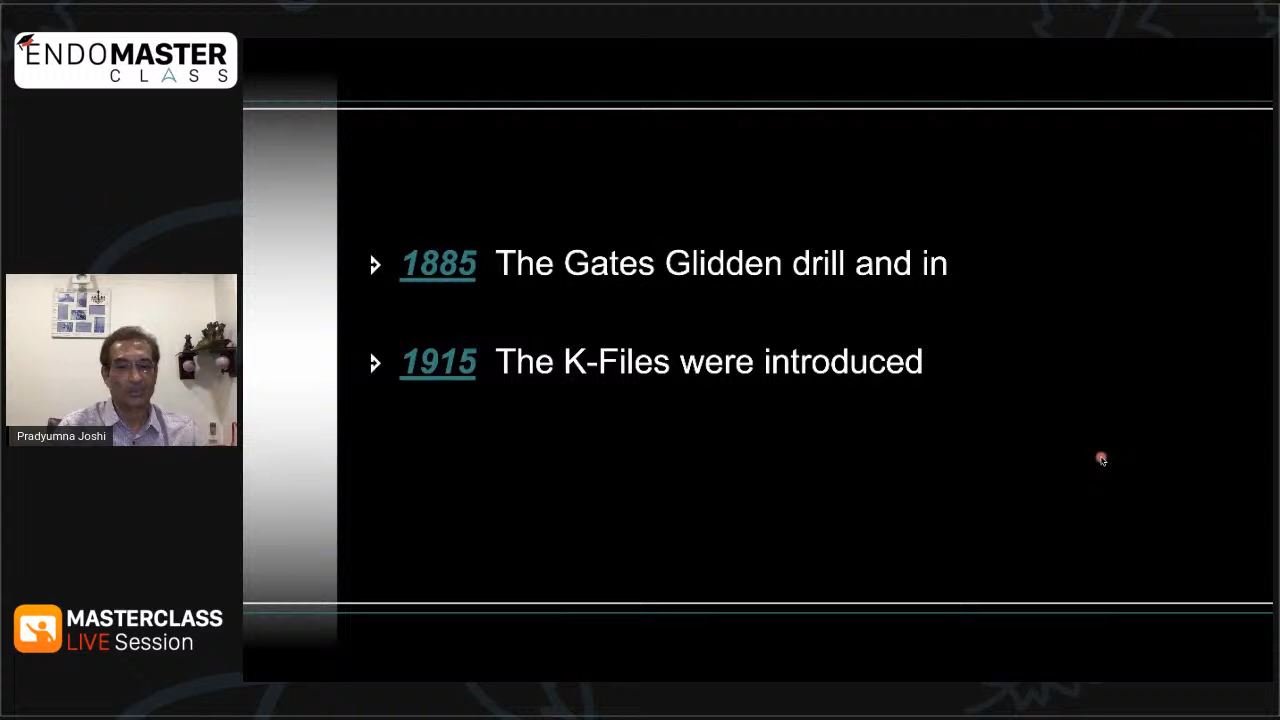 ENDOMASTER
CLASS
1885 The Gates Glidden drill and in
1915 The K-Files were introduced
Pradyumna Joshi
MASTERCLASS
LIVE Session